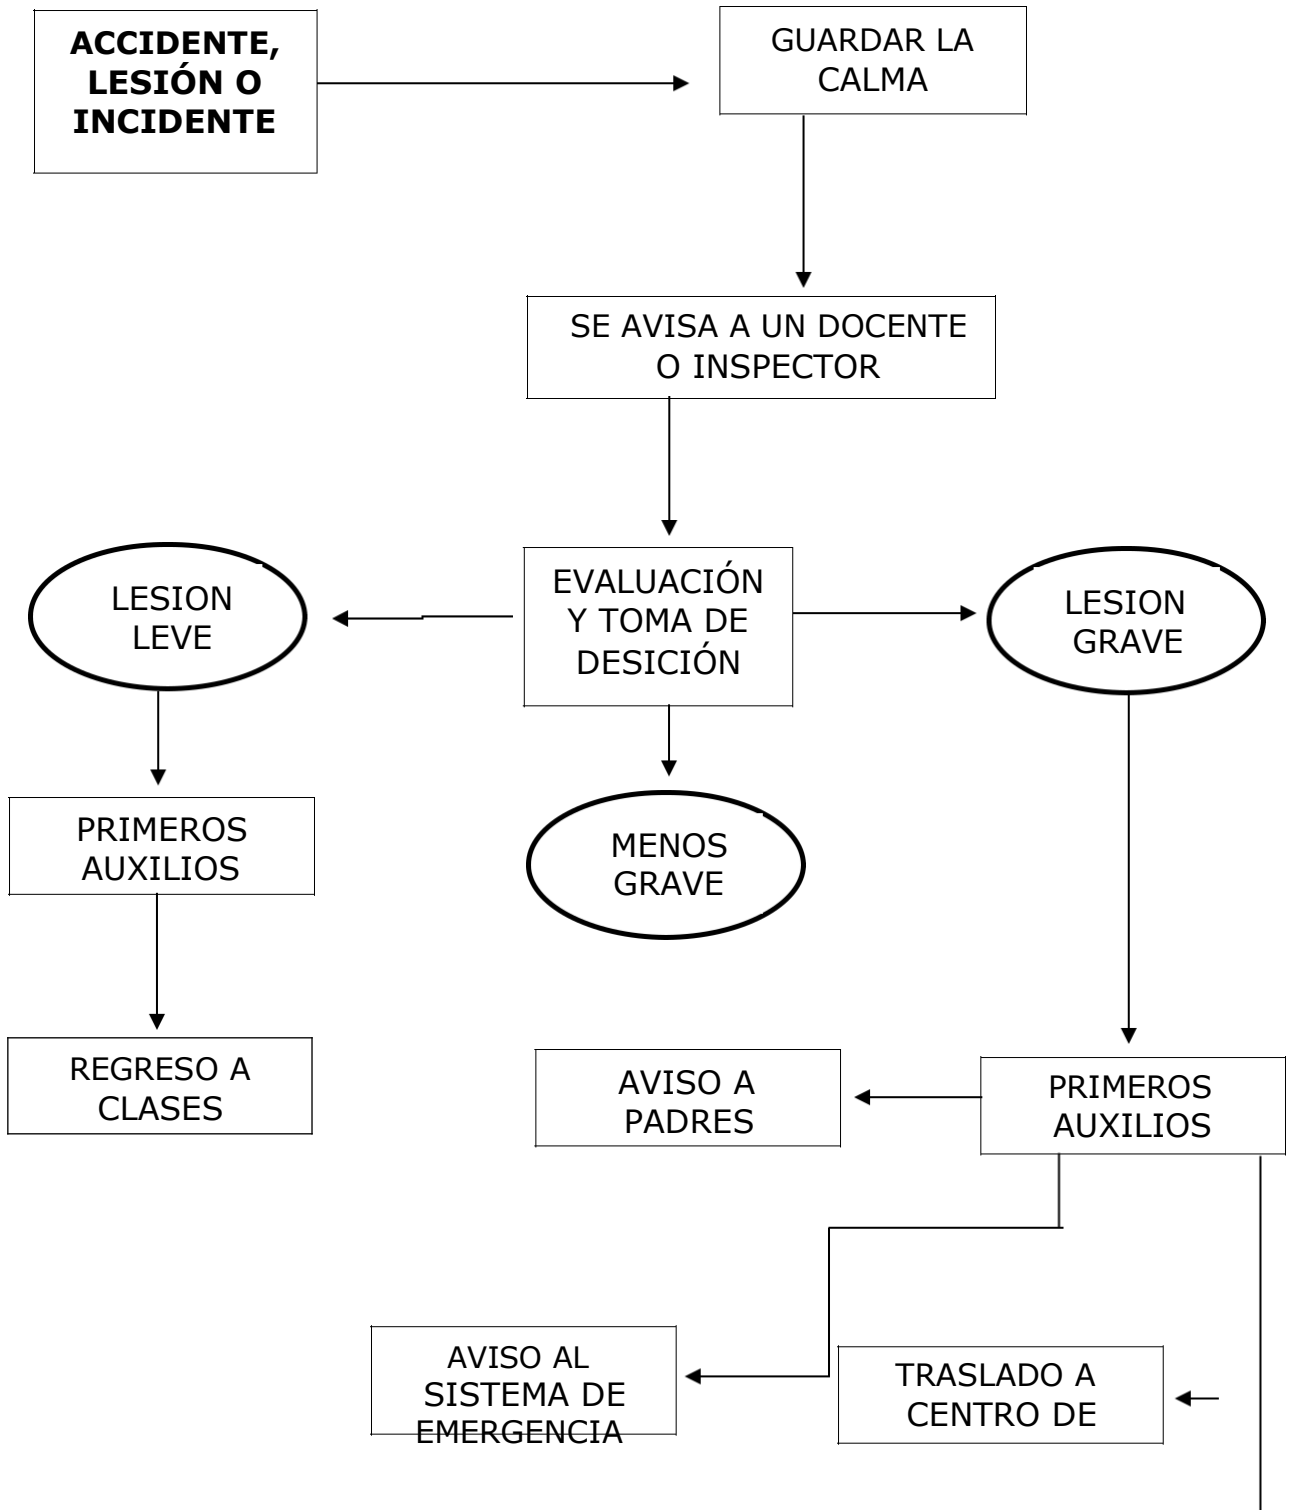 ACCIDENTE,
LESIÓN O
INCIDENTE
GUARDAR LA
CALMA
SE AVISA A UN DOCENTE
O INSPECTOR
LESION
LEVE
EVALUACIÓN
Y TOMA DE
DESICIÓN
LESION
GRAVE
PRIMEROS
AUXILIOS
MENOS
GRAVE
REGRESO A
CLASES
AVISO A
PADRES
PRIMEROS
AUXILIOS
AVISO AL
SISTEMA DE
EMERGENCIA
TRASLADO A
CENTRO DE